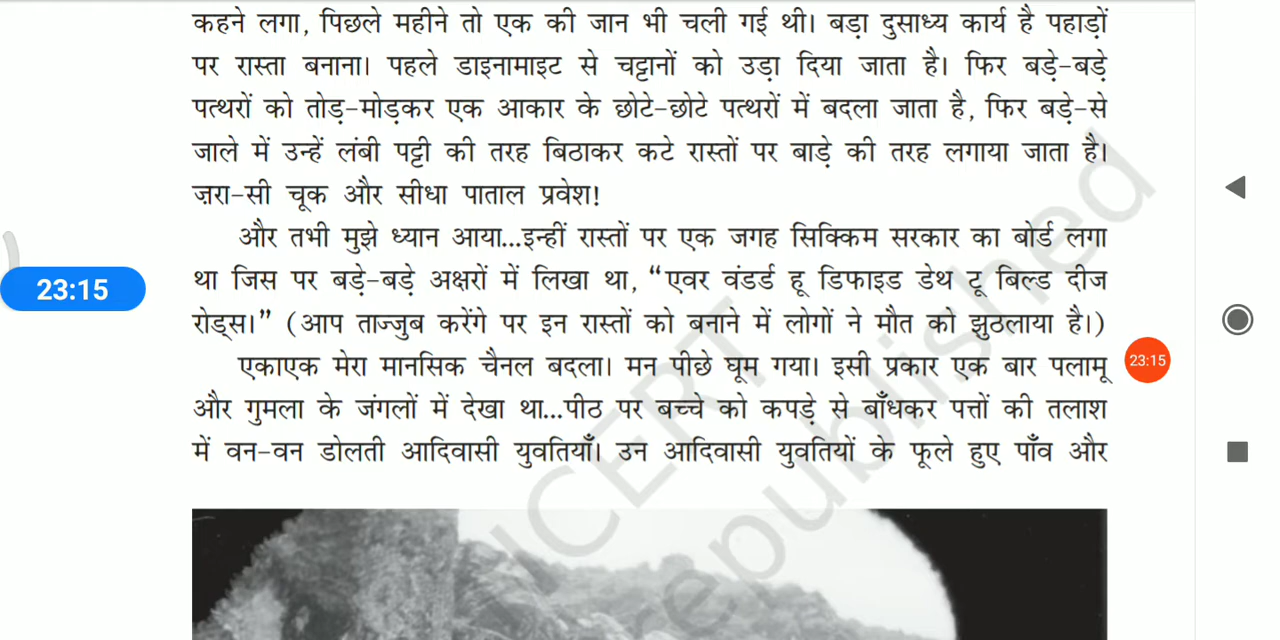 कहने लगा, पिछले महीने तो एक की जान भी चली गई थी। बड़ा दुसाध्य कार्य है पहाड़ों
पर रास्ता बनाना। पहले डाइनामाइट से चट्टानों को उड़ा दिया जाता है। फिर बड़े-बड़े
पत्थरों को तोड़-मोड़कर एक आकार के छोटे-छोटे पत्थरों में बदला जाता है, फिर बड़े-से
जाले में उन्हें लंबी पट्टी की तरह बिठाकर कटे रास्तों पर बाड़े की तरह लगाया जाता है।
ज़रा-सी चूक और सीधा पाताल प्रवेश!
और तभी मुझे ध्यान आया...इन्हीं रास्तों पर एक जगह सिक्किम सरकार का बोर्ड लगा
था जिस पर बड़े-बड़े अक्षरों में लिखा था, “एवर वंडर्ड हू डिफाइड डेथ टू बिल्ड दीज
रोड्स।” (आप ताज्जुब करेंगे पर इन रास्तों को बनाने में लोगों ने मौत को झुठलाया है।)
एकाएक मेरा मानसिक चैनल बदला। मन पीछे घूम गया। इसी प्रकार एक बार पलामू
और गुमला के जंगलों में देखा था...पीठ पर बच्चे को कपड़े से बाँधकर पत्तों की तलाश
में वन-वन डोलती आदिवासी युवतियाँ। उन आदिवासी युवतियों के फूले हुए पाँव और
23:15
23:15
NCERT
republished